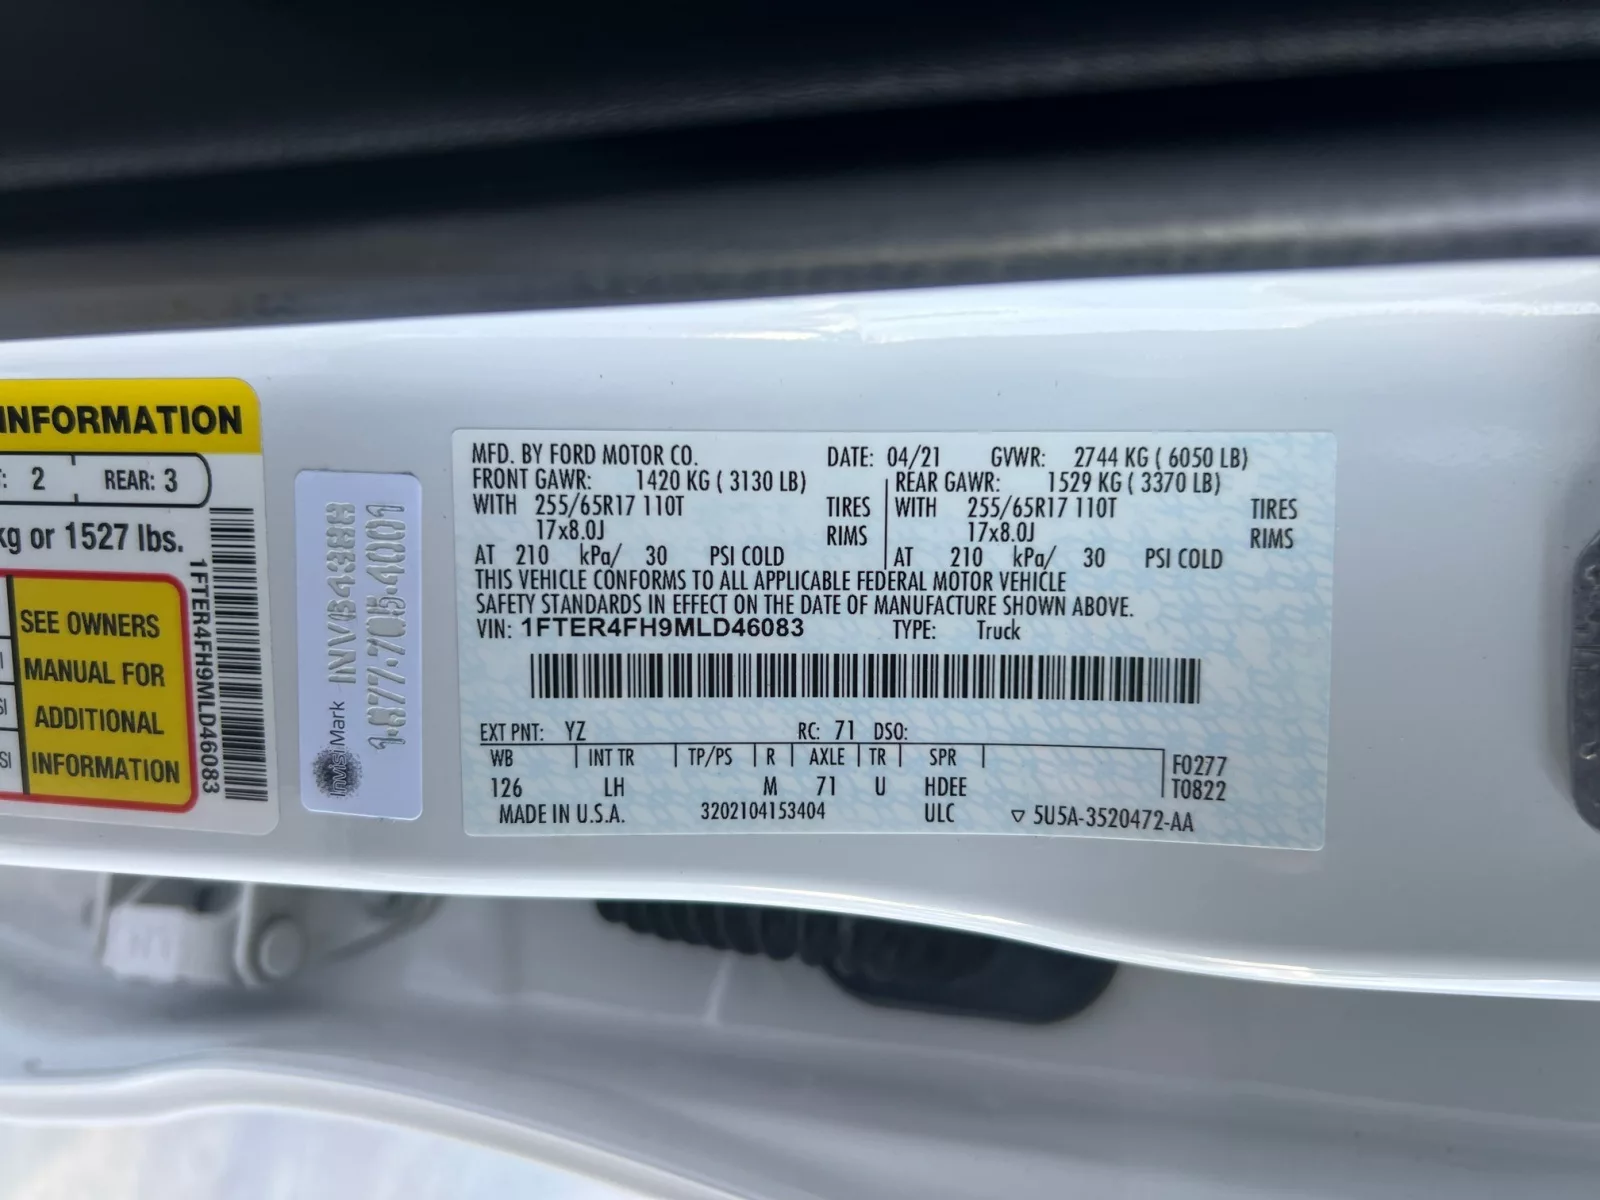 INFORMATION
: 2 REAR: 3
kg or 1527 lbs.
SEE OWNERS
MANUAL FOR
ADDITIONAL
INFORMATION
SI
1FTER4FH9MLD46083
InvisiMark
1.877.705.4001
MFD. BY FORD MOTOR CO. DATE: 04/21 GVWR: 2744 KG ( 6050 LB)
FRONT GAWR: 1420 KG ( 3130 LB) REAR GAWR: 1529 KG ( 3370 LB)
WITH 255/65R17 110T TIRES WITH 255/65R17 110T TIRES
17x8.0J RIMS 17x8.0J RIMS
AT 210 kPa/ 30 PSI COLD AT 210 kPa/ 30 PSI COLD
THIS VEHICLE CONFORMS TO ALL APPLICABLE FEDERAL MOTOR VEHICLE
SAFETY STANDARDS IN EFFECT ON THE DATE OF MANUFACTURE SHOWN ABOVE.
VIN: 1FTER4FH9MLD46083 TYPE: Truck
EXT PNT: YZ RC: 71 DSO:
WB INT TR TP/PS R AXLE TR SPR F0277
126 LH M 71 U HDEE T0822
MADE IN U.S.A. 3202104153404 ULC ▽ 5U5A-3520472-AA